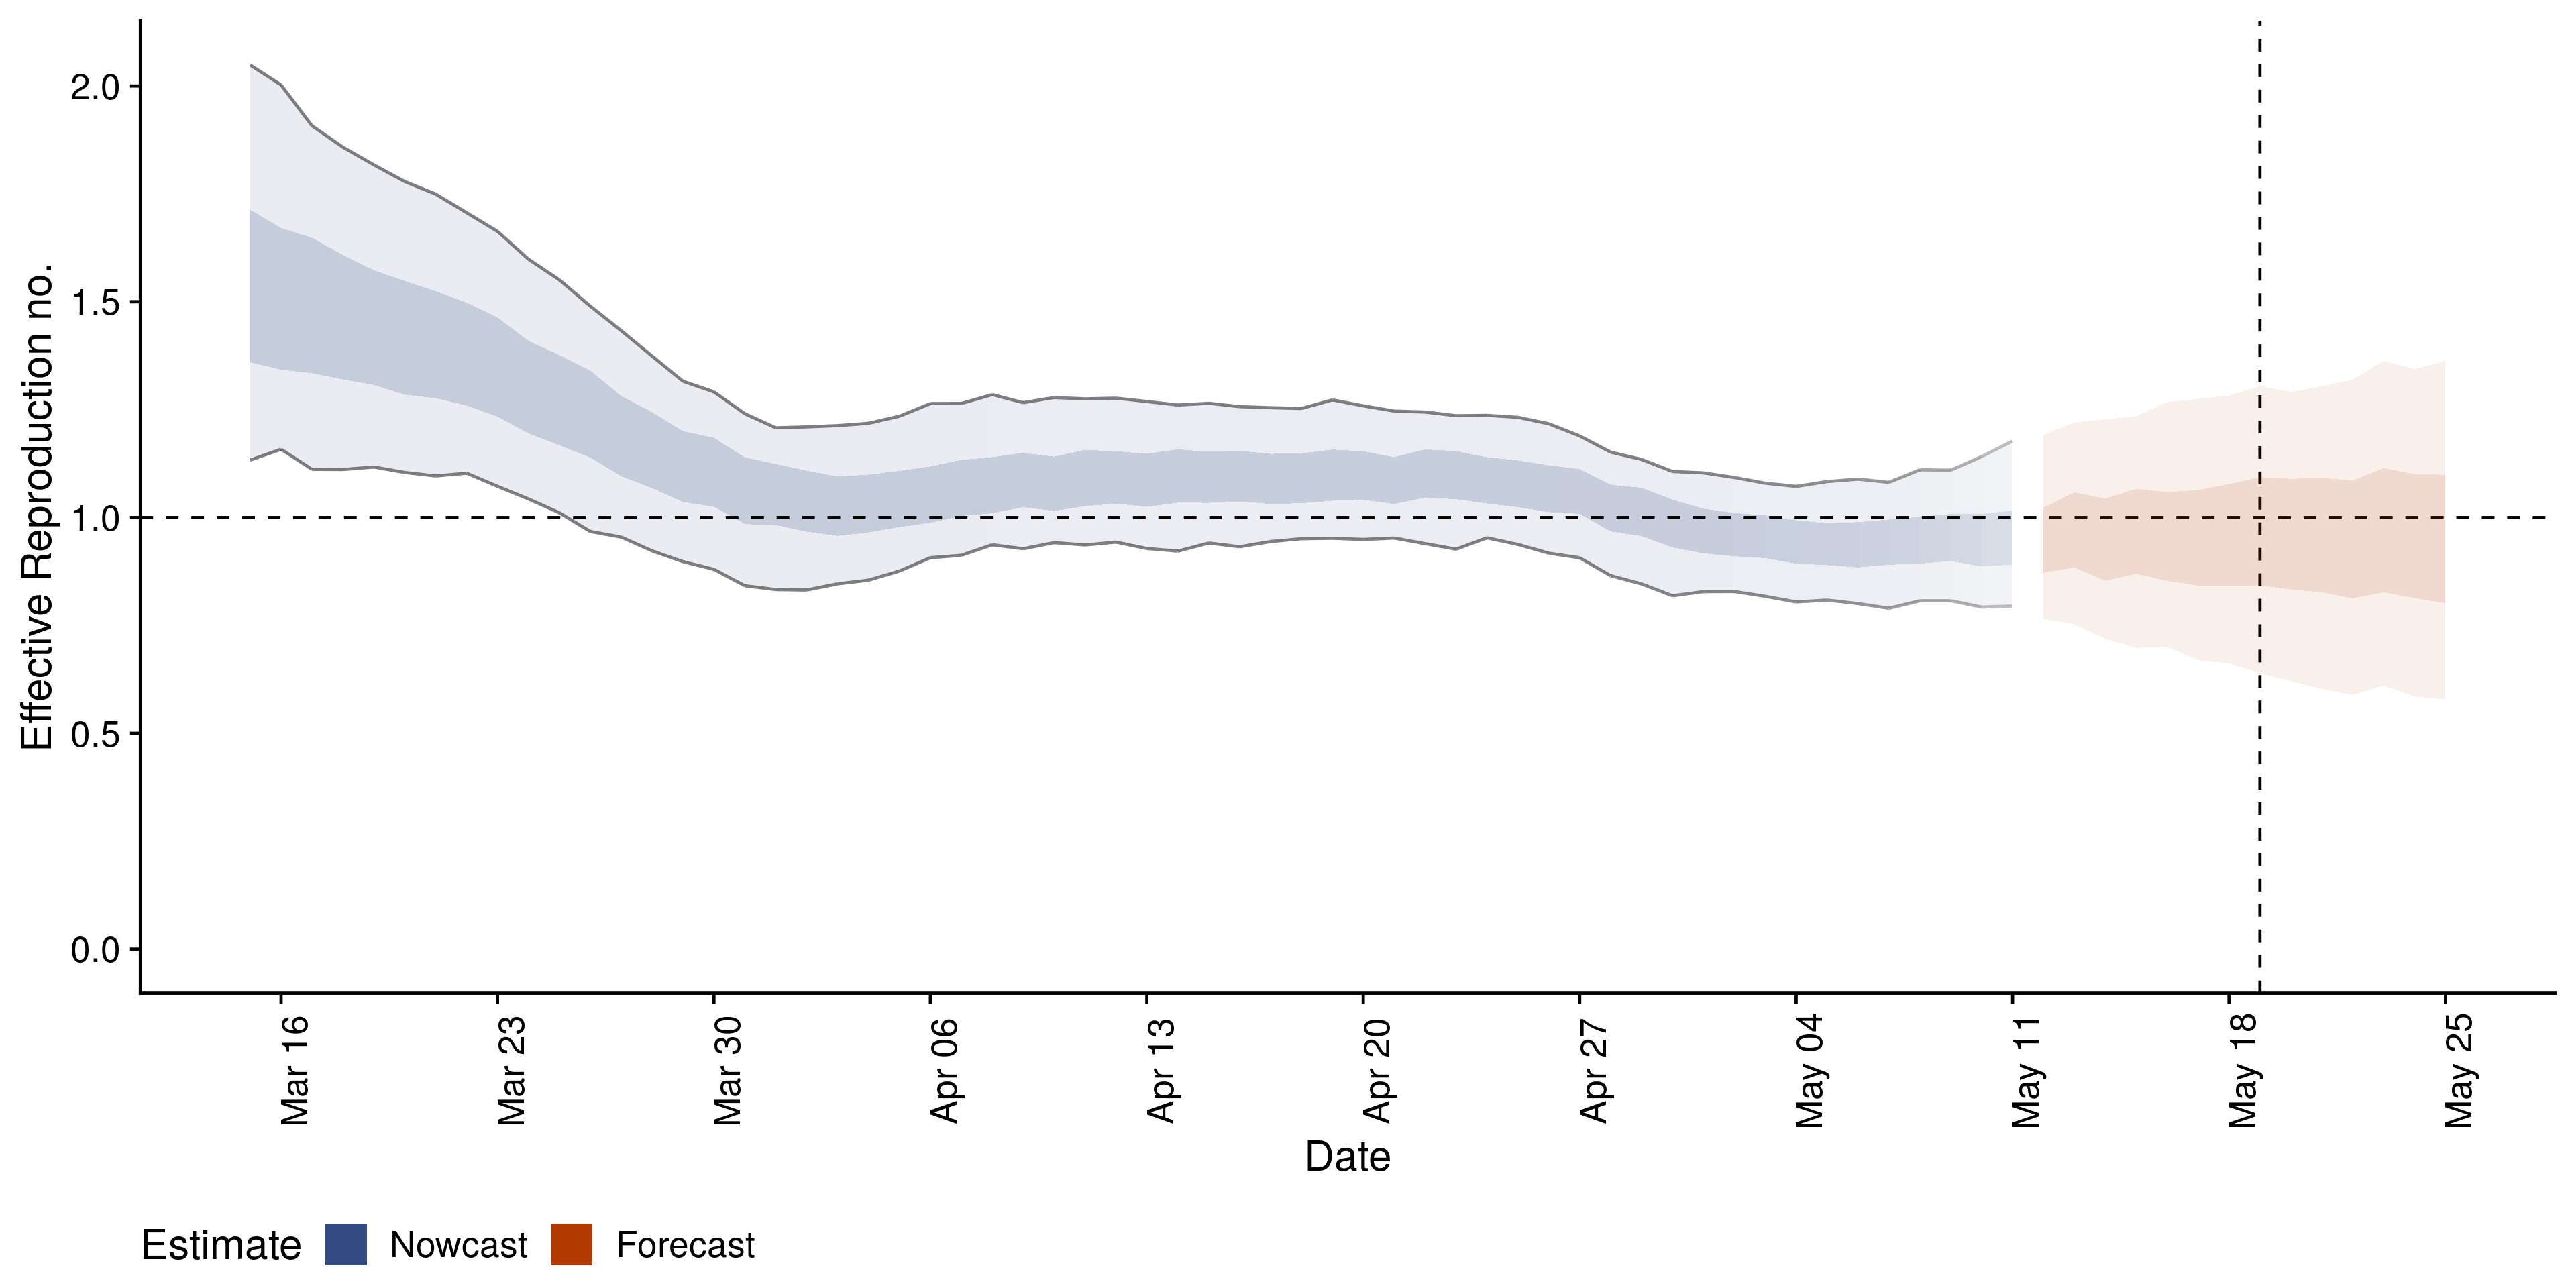 Effective Reproduction no.
2.0
1.5
1.0
0.5
0.0
Mar 16
Mar 23
Mar 30
Apr 06
Apr 13
Apr 20
Apr 27
May 04
May 11
May 18
May 25
Date
Estimate Nowcast Forecast